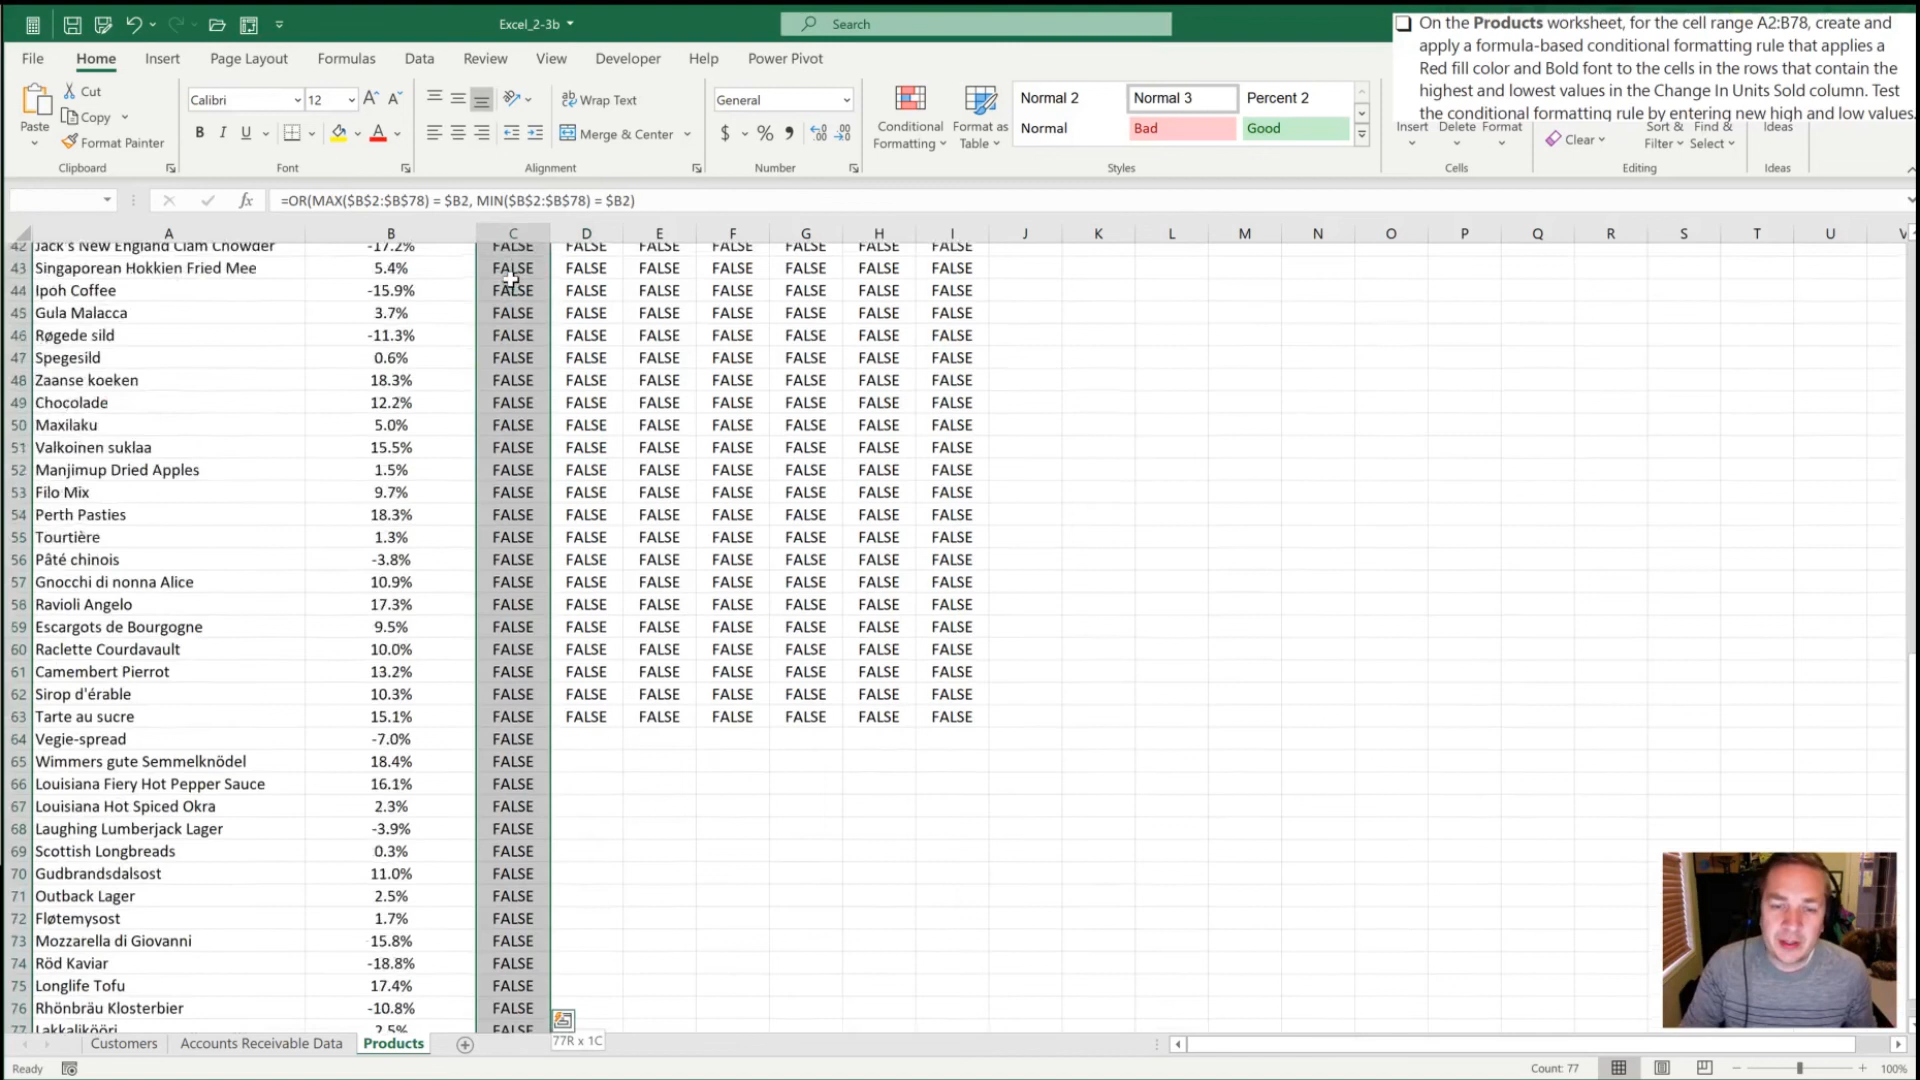 Excel_2-3b
Search
File Home Insert Page Layout Formulas Data Review View Developer Help Power Pivot
On the Products worksheet, for the cell range A2:B78, create and
apply a formula-based conditional formatting rule that applies a
Red fill color and Bold font to the cells in the rows that contain the
highest and lowest values in the Change In Units Sold column. Test
the conditional formatting rule by entering new high and low values.
Paste Cut Copy Format Painter
Calibri 12
B I U
Wrap Text
Merge & Center
General
$ % 9
Conditional Formatting
Format as Table
Normal 2 Normal 3 Percent 2
Normal Bad Good
Insert Delete Format
Clear
Sort & Filter Find & Select
Ideas
Clipboard Font Alignment Number Styles Cells Editing Ideas
fx =OR(MAX($B$2:$B$78) = $B2, MIN($B$2:$B$78) = $B2)
A B C D E F G H I J K L M N O P Q R S T U V
42 Jack's New England Clam Chowder -17.2% FALSE FALSE FALSE FALSE FALSE FALSE FALSE
43 Singaporean Hokkien Fried Mee 5.4% FALSE FALSE FALSE FALSE FALSE FALSE FALSE
44 Ipoh Coffee -15.9% FALSE FALSE FALSE FALSE FALSE FALSE FALSE
45 Gula Malacca 3.7% FALSE FALSE FALSE FALSE FALSE FALSE FALSE
46 Røgede sild -11.3% FALSE FALSE FALSE FALSE FALSE FALSE FALSE
47 Spegesild 0.6% FALSE FALSE FALSE FALSE FALSE FALSE FALSE
48 Zaanse koeken 18.3% FALSE FALSE FALSE FALSE FALSE FALSE FALSE
49 Chocolade 12.2% FALSE FALSE FALSE FALSE FALSE FALSE FALSE
50 Maxilaku 5.0% FALSE FALSE FALSE FALSE FALSE FALSE FALSE
51 Valkoinen suklaa 15.5% FALSE FALSE FALSE FALSE FALSE FALSE FALSE
52 Manjimup Dried Apples 1.5% FALSE FALSE FALSE FALSE FALSE FALSE FALSE
53 Filo Mix 9.7% FALSE FALSE FALSE FALSE FALSE FALSE FALSE
54 Perth Pasties 18.3% FALSE FALSE FALSE FALSE FALSE FALSE FALSE
55 Tourtière 1.3% FALSE FALSE FALSE FALSE FALSE FALSE FALSE
56 Pâté chinois -3.8% FALSE FALSE FALSE FALSE FALSE FALSE FALSE
57 Gnocchi di nonna Alice 10.9% FALSE FALSE FALSE FALSE FALSE FALSE FALSE
58 Ravioli Angelo 17.3% FALSE FALSE FALSE FALSE FALSE FALSE FALSE
59 Escargots de Bourgogne 9.5% FALSE FALSE FALSE FALSE FALSE FALSE FALSE
60 Raclette Courdavault 10.0% FALSE FALSE FALSE FALSE FALSE FALSE FALSE
61 Camembert Pierrot 13.2% FALSE FALSE FALSE FALSE FALSE FALSE FALSE
62 Sirop d'érable 10.3% FALSE FALSE FALSE FALSE FALSE FALSE FALSE
63 Tarte au sucre 15.1% FALSE FALSE FALSE FALSE FALSE FALSE FALSE
64 Vegie-spread -7.0% FALSE
65 Wimmers gute Semmelknödel 18.4% FALSE
66 Louisiana Fiery Hot Pepper Sauce 16.1% FALSE
67 Louisiana Hot Spiced Okra 2.3% FALSE
68 Laughing Lumberjack Lager -3.9% FALSE
69 Scottish Longbreads 0.3% FALSE
70 Gudbrandsdalsost 11.0% FALSE
71 Outback Lager 2.5% FALSE
72 Fløtemysost 1.7% FALSE
73 Mozzarella di Giovanni 15.8% FALSE
74 Röd Kaviar -18.8% FALSE
75 Longlife Tofu 17.4% FALSE
76 Rhönbräu Klosterbier -10.8% FALSE
77 Lakkalikööri 2.5% FALSE
77R x 1C
Customers Accounts Receivable Data Products
Ready Count: 77 100%